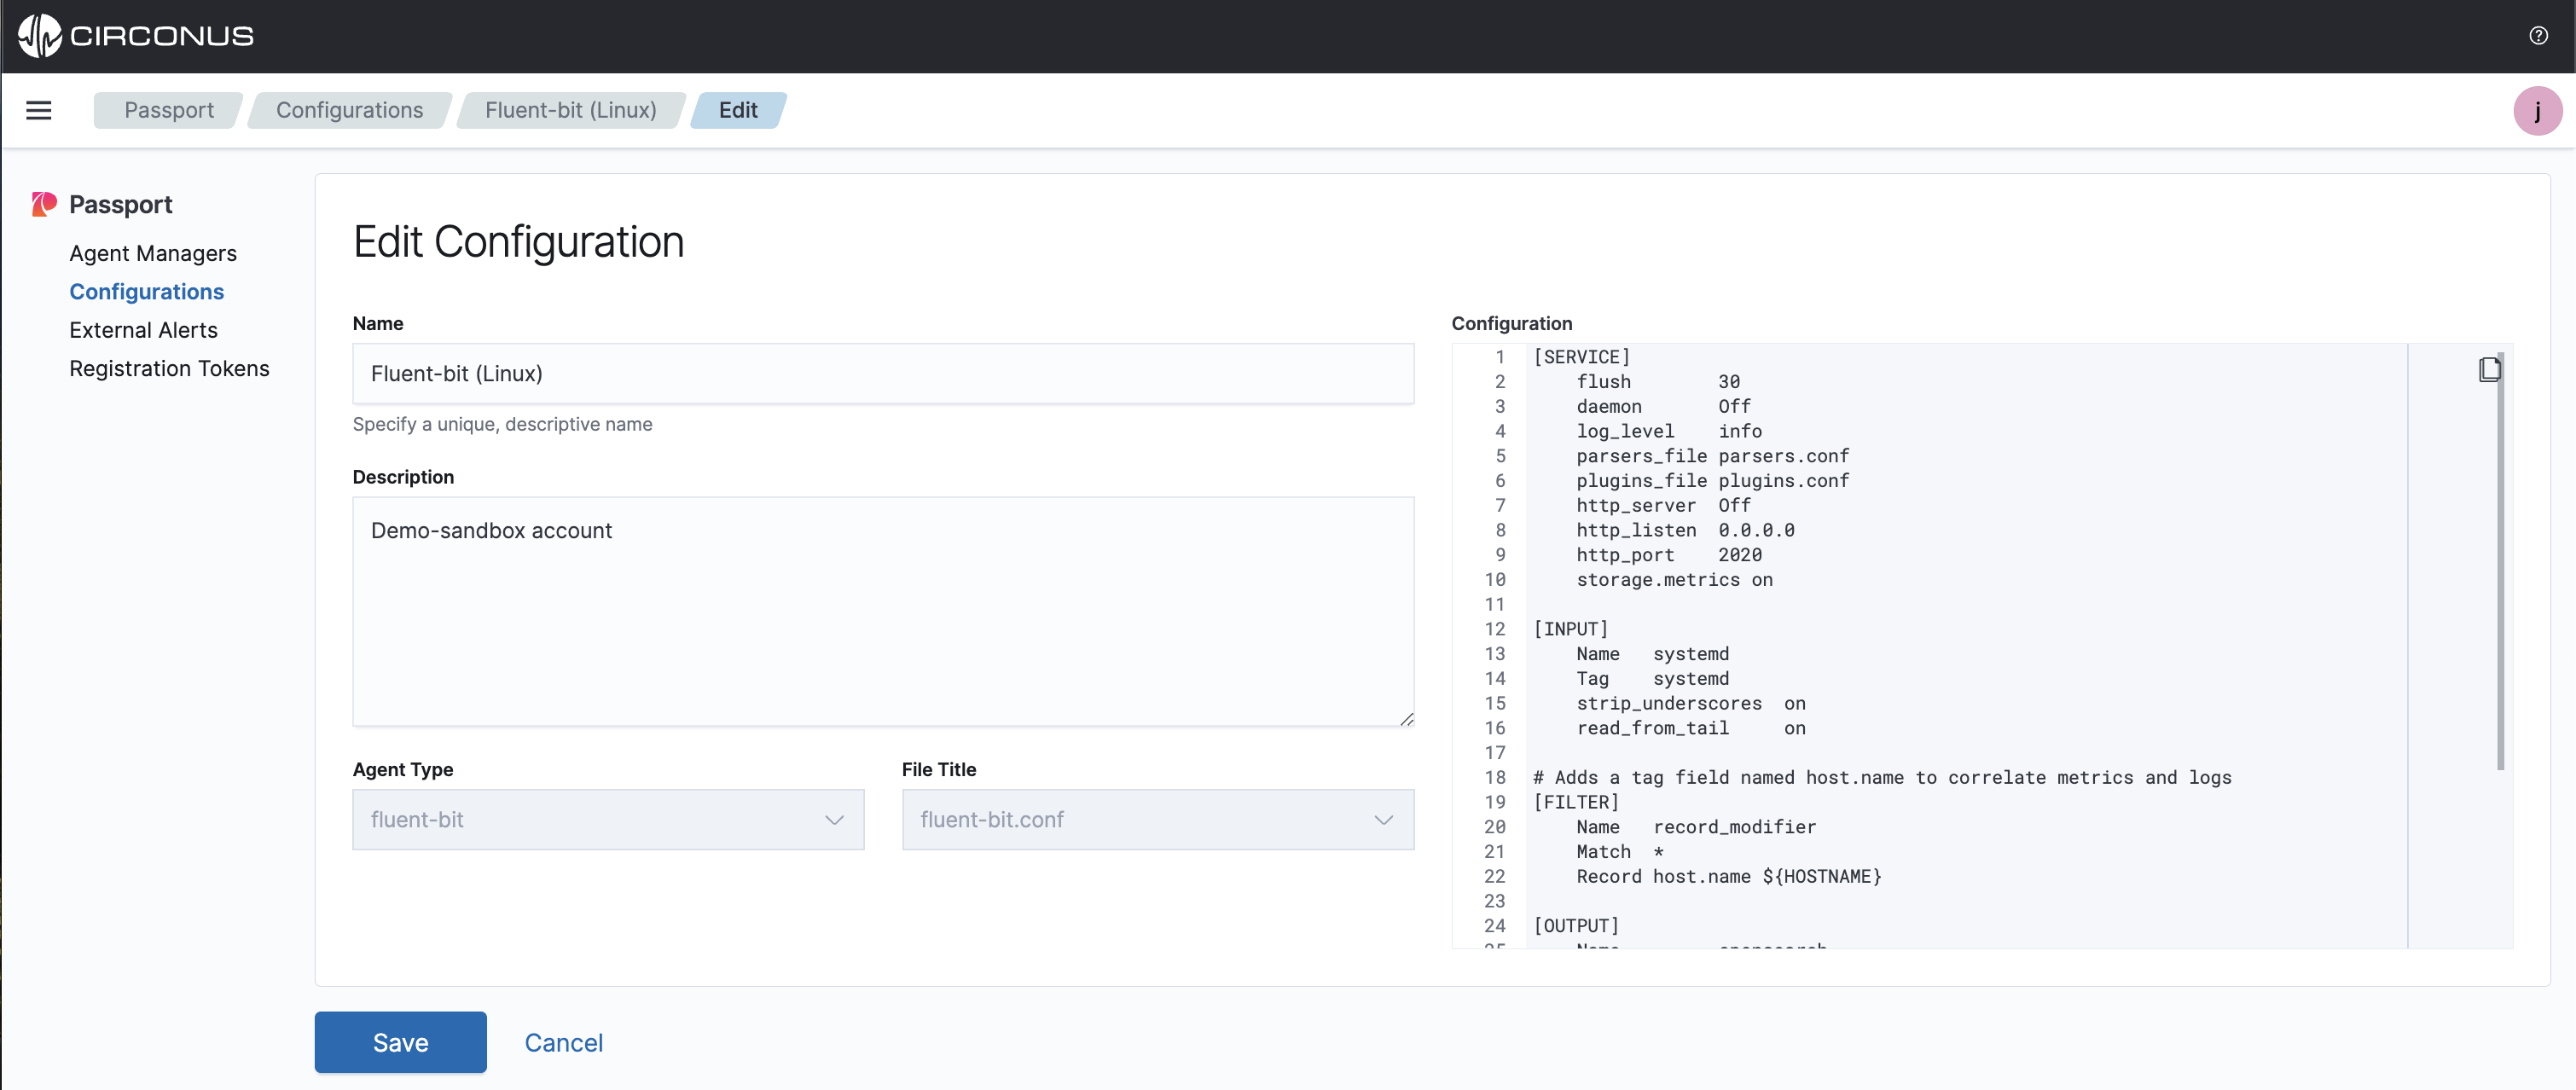 CIRCONUS
Passport
Configurations
Fluent-bit (Linux)
Edit
j
Passport
Agent Managers
Configurations
External Alerts
Registration Tokens
Edit Configuration
Name
Fluent-bit (Linux)
Specify a unique, descriptive name
Description
Demo-sandbox account
Agent Type
fluent-bit
File Title
fluent-bit.conf
Configuration
1 [SERVICE]
2     flush        30
3     daemon       Off
4     log_level    info
5     parsers_file parsers.conf
6     plugins_file plugins.conf
7     http_server  Off
8     http_listen  0.0.0.0
9     http_port    2020
10     storage.metrics on
11
12 [INPUT]
13     Name   systemd
14     Tag    systemd
15     strip_underscores  on
16     read_from_tail     on
17
18 # Adds a tag field named host.name to correlate metrics and logs
19 [FILTER]
20     Name   record_modifier
21     Match  *
22     Record host.name ${HOSTNAME}
23
24 [OUTPUT]
Save
Cancel